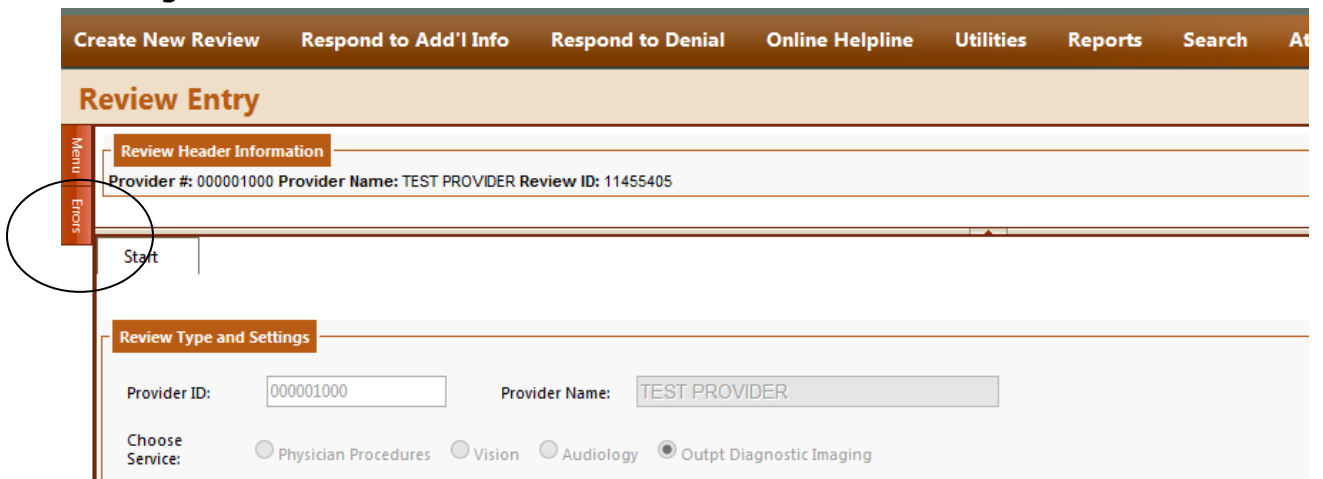 Create New Review Respond to Add'l Info Respond to Denial Online Helpline Utilities Reports Search
Review Entry
Menu
Errors
Review Header Information
Provider #: 000001000 Provider Name: TEST PROVIDER Review ID: 11455405
Start
Review Type and Settings
Provider ID: 000001000 Provider Name: TEST PROVIDER
Choose
Service: Physician Procedures Vision Audiology Outpt Diagnostic Imaging